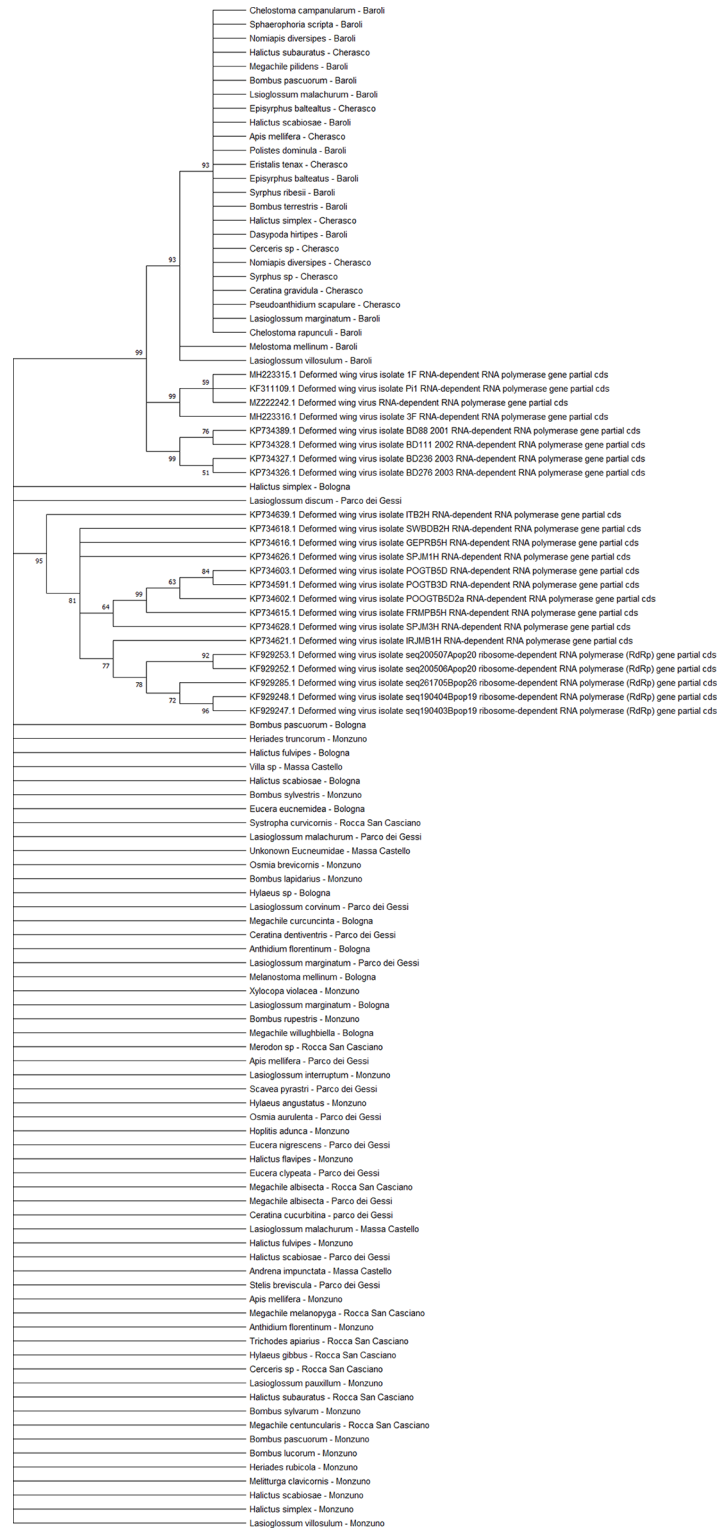 Chelostoma campanularum - Baroli
Sphaerophoria scripta - Baroli
Nomiapis diversipes - Baroli
Halictus subauratus - Cherasco
Megachile pilidens - Baroli
Bombus pascuorum - Baroli
Lsioglossum malachurum - Baroli
Episyrphus baltealtus - Cherasco
Halictus scabiosae - Baroli
Apis mellifera - Cherasco
Polistes dominula - Baroli
93 Eristalis tenax - Cherasco
Episyrphus balteatus - Baroli
Syrphus ribesii - Baroli
Bombus terrestris - Baroli
Halictus simplex - Cherasco
Dasypoda hirtipes - Baroli
Cerceris sp - Cherasco
93 Nomiapis diversipes - Cherasco
Syrphus sp - Cherasco
Ceratina gravidula - Cherasco
Pseudoanthidium scapulare - Cherasco
Lasioglossum marginatum - Baroli
Chelostoma rapunculi - Baroli
Melostoma mellinum - Baroli
99 Lasioglossum villosulum - Baroli
MH223315.1 Deformed wing virus isolate 1F RNA-dependent RNA polymerase gene partial cds
59 KF311109.1 Deformed wing virus isolate Pi1 RNA-dependent RNA polymerase gene partial cds
99 MZ222242.1 Deformed wing virus RNA-dependent RNA polymerase gene partial cds
MH223316.1 Deformed wing virus isolate 3F RNA-dependent RNA polymerase gene partial cds
76 KP734389.1 Deformed wing virus isolate BD88 2001 RNA-dependent RNA polymerase gene partial cds
KP734328.1 Deformed wing virus isolate BD111 2002 RNA-dependent RNA polymerase gene partial cds
99 KP734327.1 Deformed wing virus isolate BD236 2003 RNA-dependent RNA polymerase gene partial cds
51 KP734326.1 Deformed wing virus isolate BD276 2003 RNA-dependent RNA polymerase gene partial cds
Halictus simplex - Bologna
Lasioglossum discum - Parco dei Gessi
KP734639.1 Deformed wing virus isolate ITB2H RNA-dependent RNA polymerase gene partial cds
KP734618.1 Deformed wing virus isolate SWBDB2H RNA-dependent RNA polymerase gene partial cds
KP734616.1 Deformed wing virus isolate GEPRB5H RNA-dependent RNA polymerase gene partial cds
95 KP734626.1 Deformed wing virus isolate SPJM1H RNA-dependent RNA polymerase gene partial cds
84 KP734603.1 Deformed wing virus isolate POGTB5D RNA-dependent RNA polymerase gene partial cds
63 KP734591.1 Deformed wing virus isolate POGTB3D RNA-dependent RNA polymerase gene partial cds
81 99 KP734602.1 Deformed wing virus isolate POOGTB5D2a RNA-dependent RNA polymerase gene partial cds
64 KP734615.1 Deformed wing virus isolate FRMPB5H RNA-dependent RNA polymerase gene partial cds
KP734628.1 Deformed wing virus isolate SPJM3H RNA-dependent RNA polymerase gene partial cds
KP734621.1 Deformed wing virus isolate IRJMB1H RNA-dependent RNA polymerase gene partial cds
92 KF929253.1 Deformed wing virus isolate seq200507Apop20 ribosome-dependent RNA polymerase (RdRp) gene partial cds
77 KF929252.1 Deformed wing virus isolate seq200506Apop20 ribosome-dependent RNA polymerase (RdRp) gene partial cds
78 KF929285.1 Deformed wing virus isolate seq261705Bpop26 ribosome-dependent RNA polymerase (RdRp) gene partial cds
72 KF929248.1 Deformed wing virus isolate seq190404Bpop19 ribosome-dependent RNA polymerase (RdRp) gene partial cds
96 KF929247.1 Deformed wing virus isolate seq190403Bpop19 ribosome-dependent RNA polymerase (RdRp) gene partial cds
Bombus pascuorum - Bologna
Heriades truncorum - Monzuno
Halictus fulvipes - Bologna
Villa sp - Massa Castello
Halictus scabiosae - Bologna
Bombus sylvestris - Monzuno
Eucera eucnemidea - Bologna
Systropha curvicornis - Rocca San Casciano
Lasioglossum malachurum - Parco dei Gessi
Unkonown Eucneumidae - Massa Castello
Osmia brevicornis - Monzuno
Bombus lapidarius - Monzuno
Hylaeus sp - Bologna
Lasioglossum corvinum - Parco dei Gessi
Megachile curcuncinta - Bologna
Ceratina dentiventris - Parco dei Gessi
Anthidium florentinum - Bologna
Lasioglossum marginatum - Parco dei Gessi
Melanostoma mellinum - Bologna
Xylocopa violacea - Monzuno
Lasioglossum marginatum - Bologna
Bombus rupestris - Monzuno
Megachile willughbiella - Bologna
Merodon sp - Rocca San Casciano
Apis mellifera - Parco dei Gessi
Lasioglossum interruptum - Monzuno
Scavea pyrastri - Parco dei Gessi
Hylaeus angustatus - Monzuno
Osmia aurulenta - Parco dei Gessi
Hoplitis adunca - Monzuno
Eucera nigrescens - Parco dei Gessi
Halictus flavipes - Monzuno
Eucera clypeata - Parco dei Gessi
Megachile albisecta - Rocca San Casciano
Megachile albisecta - Parco dei Gessi
Ceratina cucurbitina - parco dei Gessi
Lasioglossum malachurum - Massa Castello
Halictus fulvipes - Monzuno
Halictus scabiosae - Parco dei Gessi
Andrena impunctata - Massa Castello
Stelis breviscula - Parco dei Gessi
Apis mellifera - Monzuno
Megachile melanopyga - Rocca San Casciano
Anthidium florentinum - Monzuno
Trichodes apiarius - Rocca San Casciano
Hylaeus gibbus - Rocca San Casciano
Cerceris sp - Rocca San Casciano
Lasioglossum pauxillum - Monzuno
Halictus subauratus - Rocca San Casciano
Bombus sylvarum - Monzuno
Megachile centuncularis - Rocca San Casciano
Bombus pascuorum - Monzuno
Bombus lucorum - Monzuno
Heriades rubicola - Monzuno
Melitturga clavicornis - Monzuno
Halictus scabiosae - Monzuno
Halictus simplex - Monzuno
Lasioglossum villosulum - Monzuno